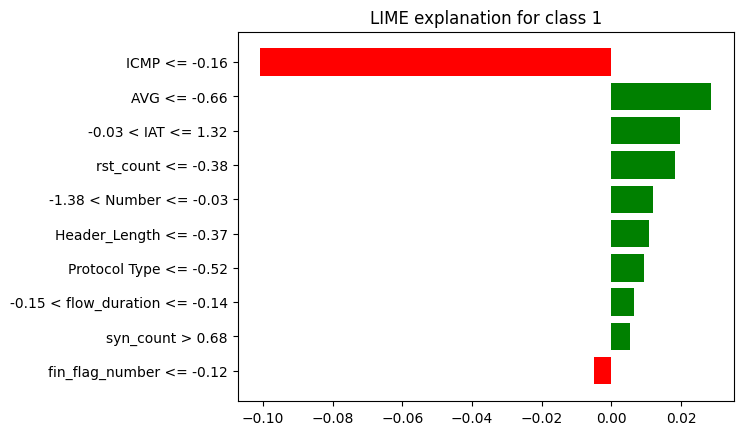 LIME explanation for class 1
ICMP <= -0.16
AVG <= -0.66
-0.03 < IAT <= 1.32
rst_count <= -0.38
-1.38 < Number <= -0.03
Header_Length <= -0.37
Protocol Type <= -0.52
-0.15 < flow_duration <= -0.14
syn_count > 0.68
fin_flag_number <= -0.12
−0.10 −0.08 −0.06 −0.04 −0.02 0.00 0.02